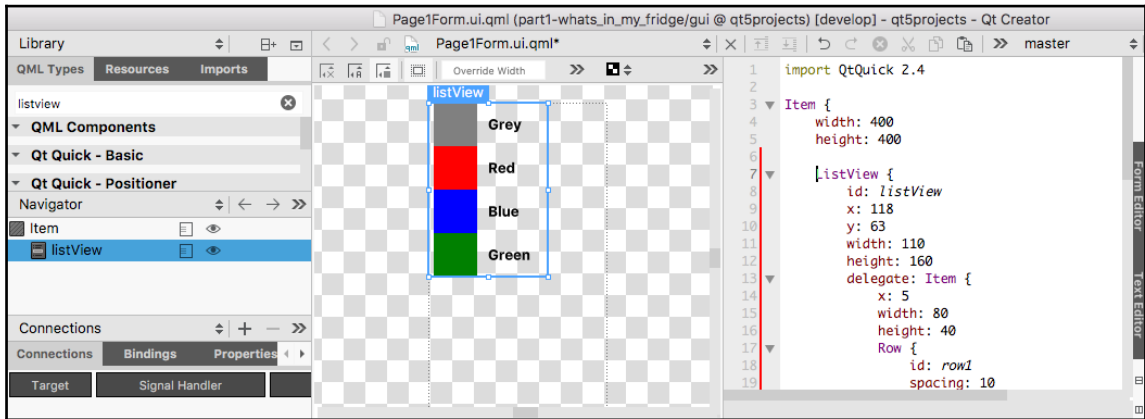 Page1Form.ui.qml (part1-whats_in_my_fridge/gui @ qt5projects) [develop] - qt5projects - Qt Creator
Library
Page1Form.ui.qml*
master
QML Types Resources Imports
Override Width
listview
QML Components
Qt Quick - Basic
Qt Quick - Positioner
Navigator
Item
listView
Connections
Connections Bindings Properties
Target Signal Handler
listView
Grey
Red
Blue
Green
1 import QtQuick 2.4
2
3 Item {
4 width: 400
5 height: 400
6
7 ListView {
8 id: listView
9 x: 118
10 y: 63
11 width: 110
12 height: 160
13 delegate: Item {
14 x: 5
15 width: 80
16 height: 40
17 Row {
18 id: row1
19 spacing: 10
Form Editor
Text Editor